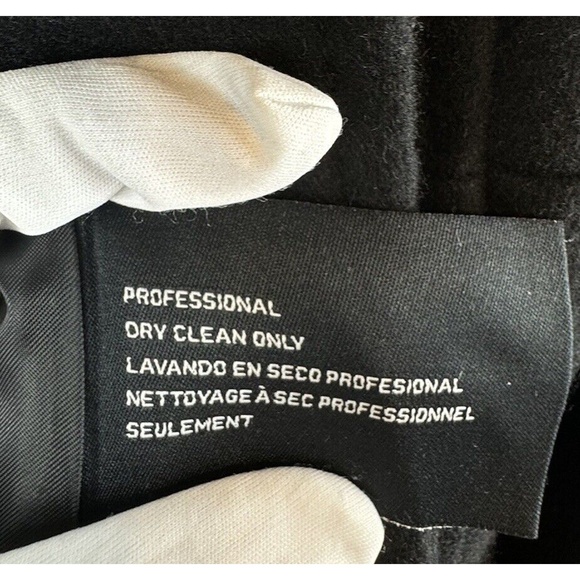 PROFESSIONAL
DRY CLEAN ONLY
LAVANDO EN SECO PROFESIONAL
NETTOYAGE À SEC PROFESSIONNEL
SEULEMENT